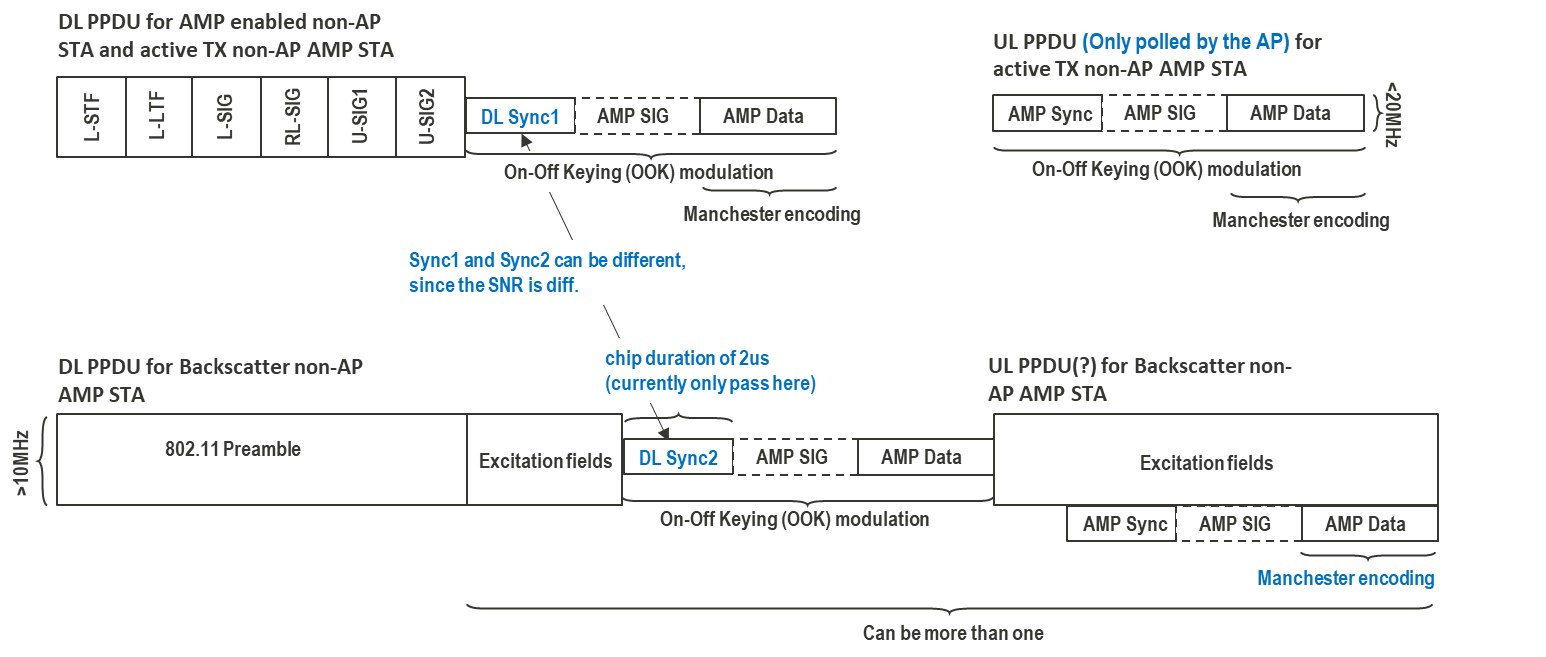 DL PPDU for AMP enabled non-AP
STA and active TX non-AP AMP STA
L-STF
L-LTF
L-SIG
RL-SIG
U-SIG1
U-SIG2
DL Sync1
AMP SIG
AMP Data
On-Off Keying (OOK) modulation
Manchester encoding
UL PPDU (Only polled by the AP) for
active TX non-AP AMP STA
AMP Sync
AMP SIG
AMP Data
<20MHz
On-Off Keying (OOK) modulation
Manchester encoding
Sync1 and Sync2 can be different,
since the SNR is diff.
chip duration of 2us
(currently only pass here)
DL PPDU for Backscatter non-AP
AMP STA
>10MHz
802.11 Preamble
Excitation fields
DL Sync2
AMP SIG
AMP Data
On-Off Keying (OOK) modulation
UL PPDU(?) for Backscatter non-
AP AMP STA
Excitation fields
AMP Sync
AMP SIG
AMP Data
Manchester encoding
Can be more than one